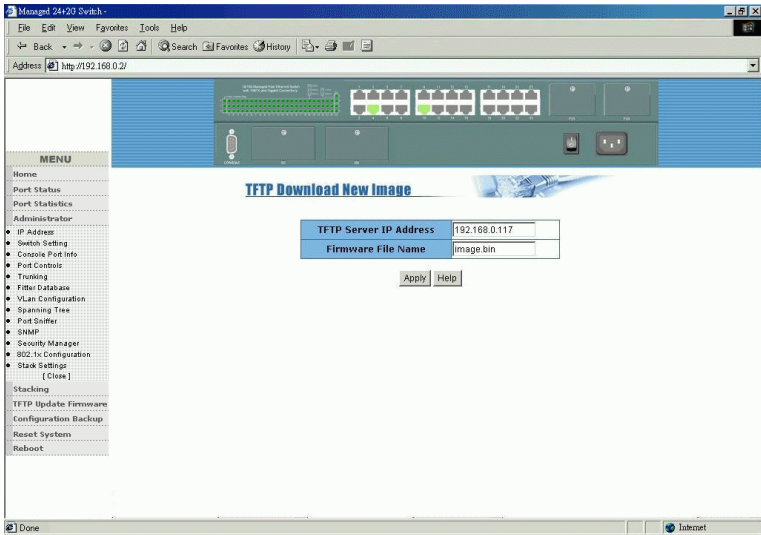 Managed 24+2G Switch -
File Edit View Favorites Tools Help
Back Search Favorites History
Address http://192.168.0.2/
MENU
Home
Port Status
Port Statistics
Administrator
IP Address
Switch Setting
Console Port Info
Port Controls
Trunking
Filter Database
VLan Configuration
Spanning Tree
Port Sniffer
SNMP
Security Manager
802.1x Configuration
Stack Settings
[ Close ]
Stacking
TFTP Update Firmware
Configuration Backup
Reset System
Reboot
TFTP Download New Image
TFTP Server IP Address 192.168.0.117
Firmware File Name image.bin
Apply Help
Done Internet